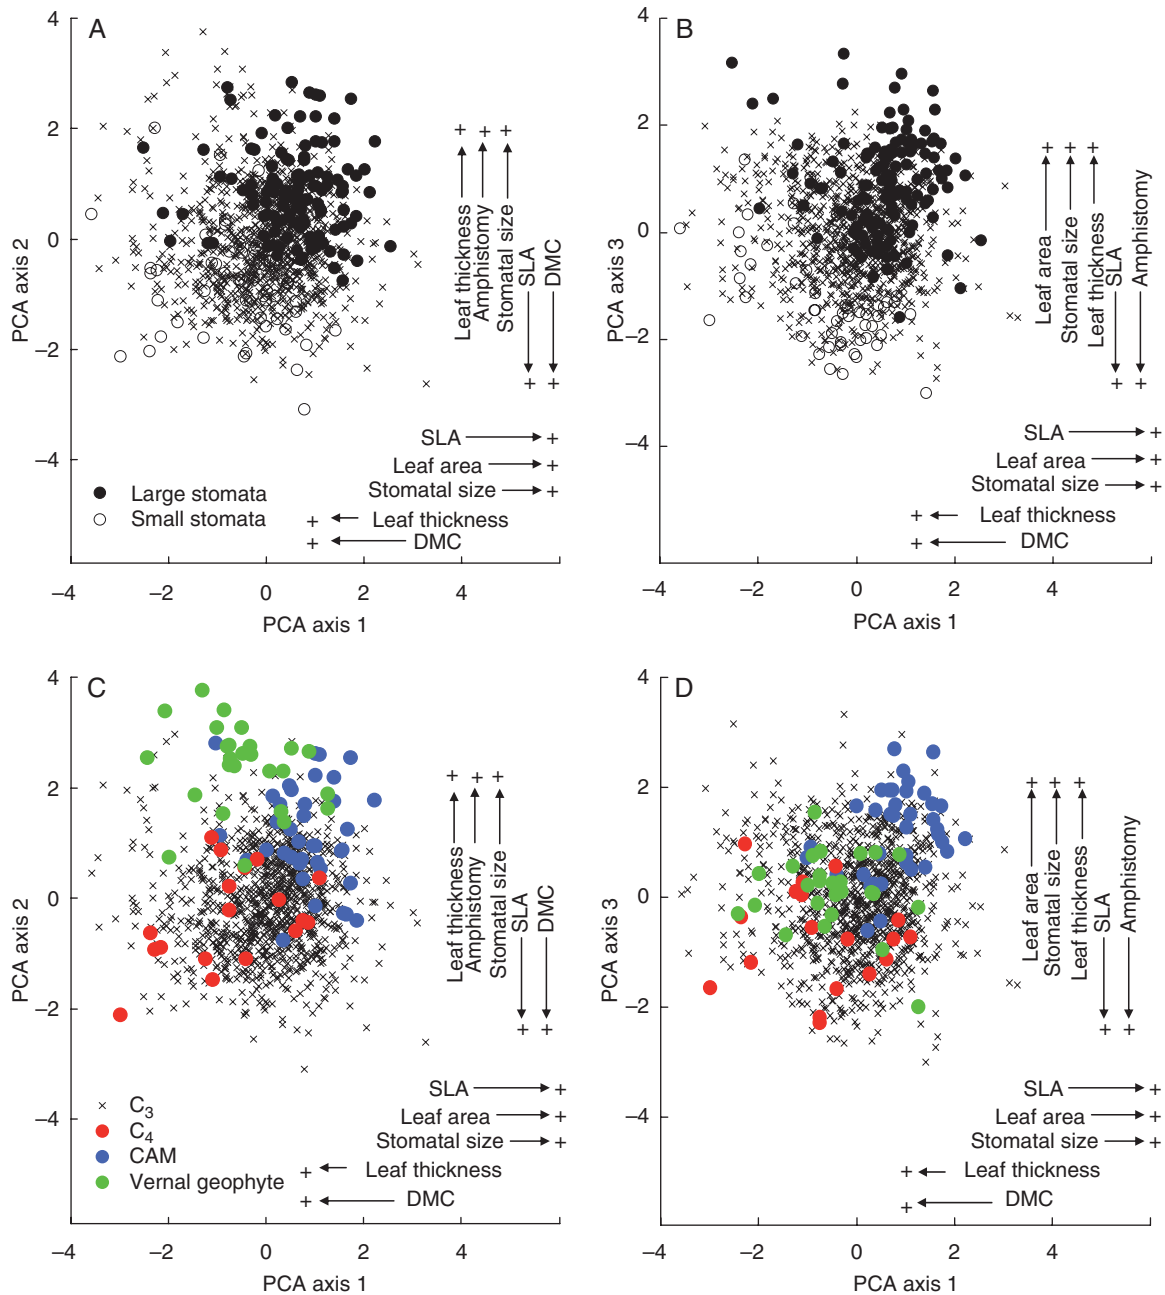 A
4
2
0
−2
−4
PCA axis 2
Leaf thickness
Amphistomy
Stomatal size
SLA
DMC
+ + +
+ +
SLA +
Leaf area +
Stomatal size +
+ Leaf thickness
+ DMC
Large stomata
Small stomata
−4 −2 0 2 4
PCA axis 1
B
4
2
0
−2
−4
PCA axis 3
Leaf area
Stomatal size
Leaf thickness
SLA
Amphistomy
+ + +
+ +
SLA +
Leaf area +
Stomatal size +
+ Leaf thickness
+ DMC
−4 −2 0 2 4
PCA axis 1
C
4
2
0
−2
−4
PCA axis 2
Leaf thickness
Amphistomy
Stomatal size
SLA
DMC
+ + +
+ +
SLA +
Leaf area +
Stomatal size +
+ Leaf thickness
+ DMC
C3
C4
CAM
Vernal geophyte
−4 −2 0 2 4
PCA axis 1
D
4
2
0
−2
−4
PCA axis 3
Leaf area
Stomatal size
Leaf thickness
SLA
Amphistomy
+ + +
+ +
SLA +
Leaf area +
Stomatal size +
+ Leaf thickness
+ DMC
−4 −2 0 2 4
PCA axis 1